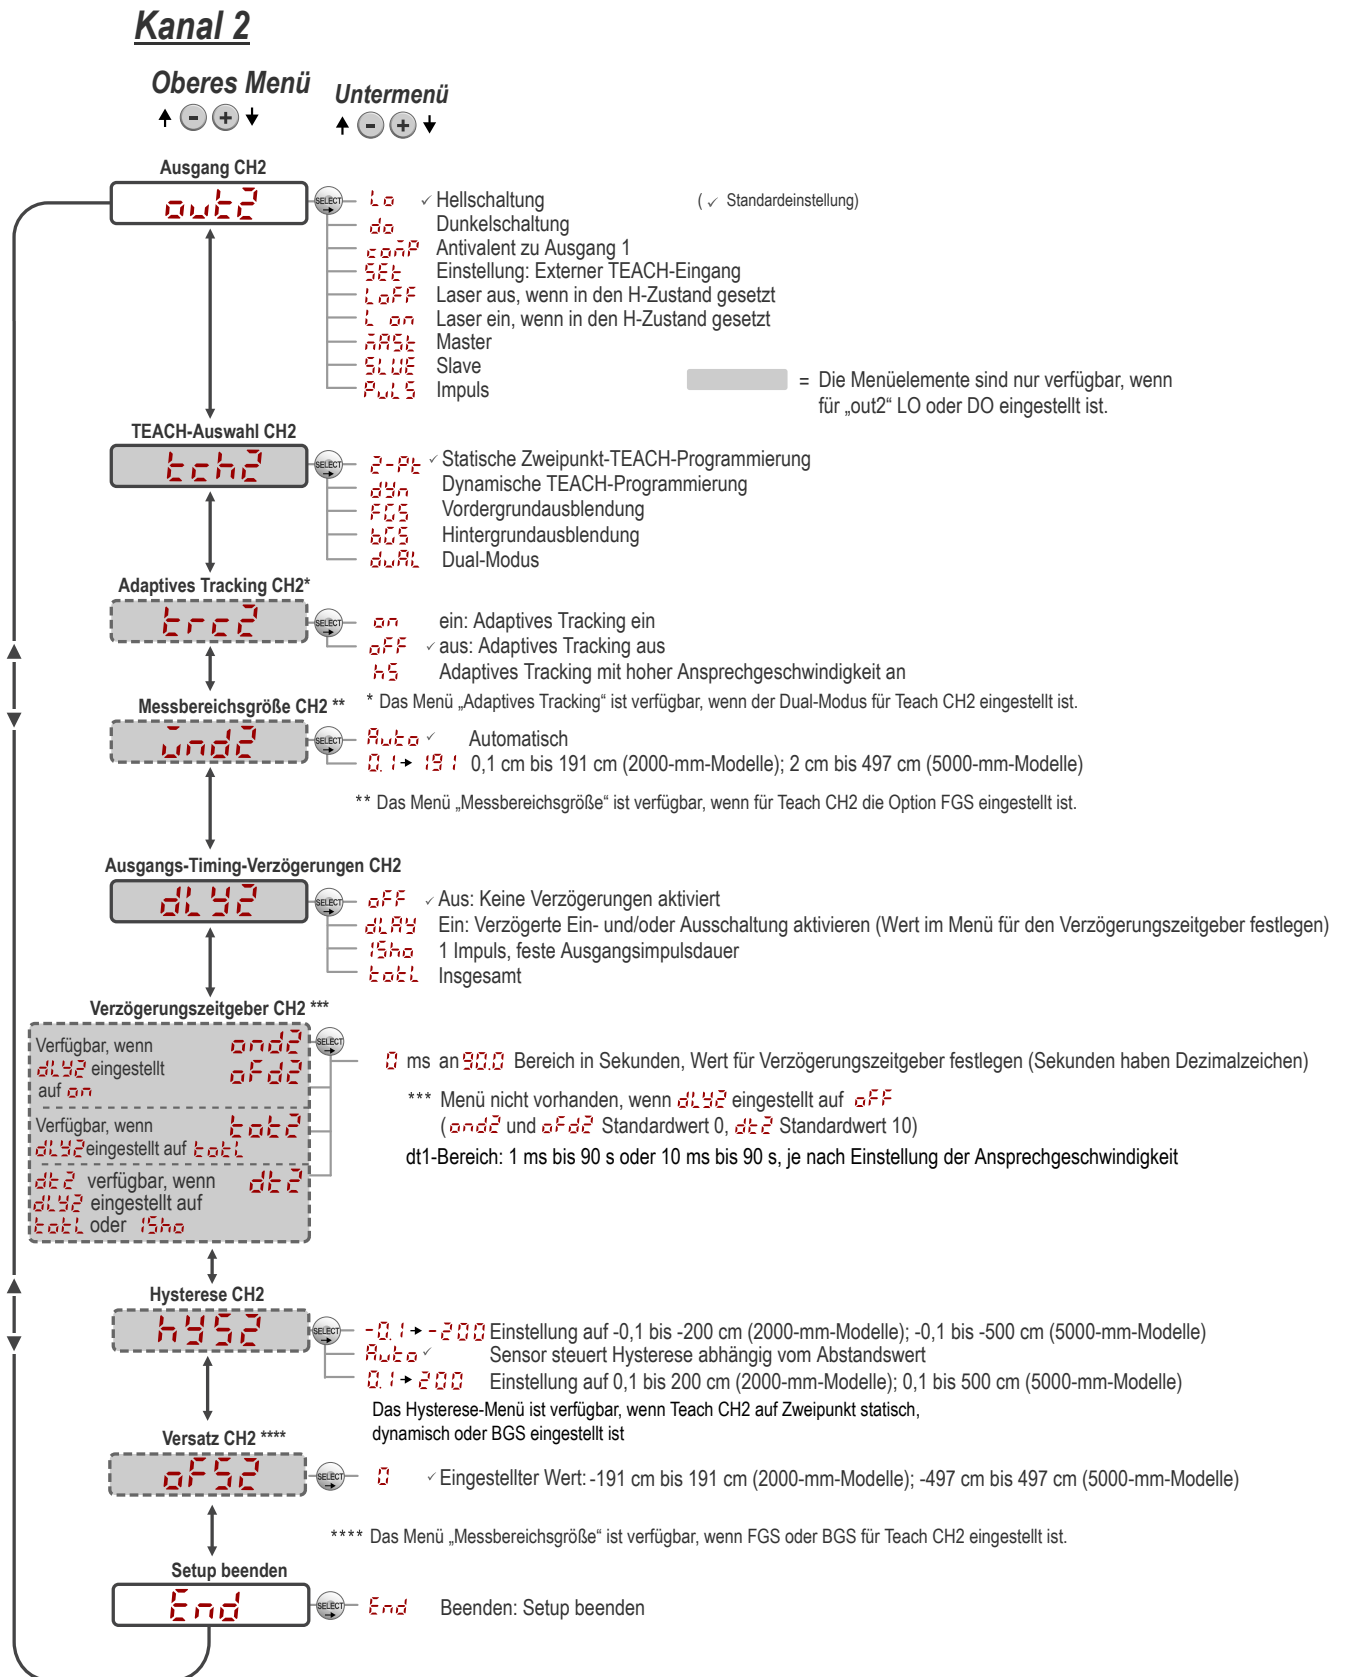 Kanal 2
Oberes Menü
Untermenü
- +
- +
Ausgang CH2
out2
SELECT
Lo ✓ Hellschaltung
( ✓ Standardeinstellung)
do Dunkelschaltung
comP Antivalent zu Ausgang 1
SEt Einstellung: Externer TEACH-Eingang
LoFF Laser aus, wenn in den H-Zustand gesetzt
L on Laser ein, wenn in den H-Zustand gesetzt
mASt Master
SLVE Slave
PuLS Impuls
= Die Menüelemente sind nur verfügbar, wenn
für „out2“ LO oder DO eingestellt ist.
TEACH-Auswahl CH2
tch2
SELECT
2-Pt ✓ Statische Zweipunkt-TEACH-Programmierung
dYn Dynamische TEACH-Programmierung
FGS Vordergrundausblendung
bGS Hintergrundausblendung
duAL Dual-Modus
Adaptives Tracking CH2*
trc2
SELECT
on ein: Adaptives Tracking ein
oFF ✓ aus: Adaptives Tracking aus
hS Adaptives Tracking mit hoher Ansprechgeschwindigkeit an
* Das Menü „Adaptives Tracking“ ist verfügbar, wenn der Dual-Modus für Teach CH2 eingestellt ist.
Messbereichsgröße CH2 **
wnd2
SELECT
Auto ✓ Automatisch
0.1 → 191 0,1 cm bis 191 cm (2000-mm-Modelle); 2 cm bis 497 cm (5000-mm-Modelle)
** Das Menü „Messbereichsgröße“ ist verfügbar, wenn für Teach CH2 die Option FGS eingestellt ist.
Ausgangs-Timing-Verzögerungen CH2
dLY2
SELECT
oFF ✓ Aus: Keine Verzögerungen aktiviert
dLAY Ein: Verzögerte Ein- und/oder Ausschaltung aktivieren (Wert im Menü für den Verzögerungszeitgeber festlegen)
1Sho 1 Impuls, feste Ausgangsimpulsdauer
totL Insgesamt
Verzögerungszeitgeber CH2 ***
Verfügbar, wenn
dLY2 eingestellt
auf on
ond2
oFd2
SELECT
0 ms an 90.0 Bereich in Sekunden, Wert für Verzögerungszeitgeber festlegen (Sekunden haben Dezimalzeichen)
*** Menü nicht vorhanden, wenn dLY2 eingestellt auf oFF
(ond2 und oFd2 Standardwert 0, dt2 Standardwert 10)
Verfügbar, wenn
dLY2 eingestellt auf totL
tot2
dt1-Bereich: 1 ms bis 90 s oder 10 ms bis 90 s, je nach Einstellung der Ansprechgeschwindigkeit
dt2 verfügbar, wenn
dLY2 eingestellt auf
totL oder 1Sho
dt2
Hysterese CH2
hYS2
SELECT
-0.1 → -200 Einstellung auf -0,1 bis -200 cm (2000-mm-Modelle); -0,1 bis -500 cm (5000-mm-Modelle)
Auto ✓ Sensor steuert Hysterese abhängig vom Abstandswert
0.1 → 200 Einstellung auf 0,1 bis 200 cm (2000-mm-Modelle); 0,1 bis 500 cm (5000-mm-Modelle)
Das Hysterese-Menü ist verfügbar, wenn Teach CH2 auf Zweipunkt statisch,
dynamisch oder BGS eingestellt ist
Versatz CH2 ****
oFS2
SELECT
0 ✓ Eingestellter Wert: -191 cm bis 191 cm (2000-mm-Modelle); -497 cm bis 497 cm (5000-mm-Modelle)
**** Das Menü „Messbereichsgröße“ ist verfügbar, wenn FGS oder BGS für Teach CH2 eingestellt ist.
Setup beenden
End
SELECT
End Beenden: Setup beenden